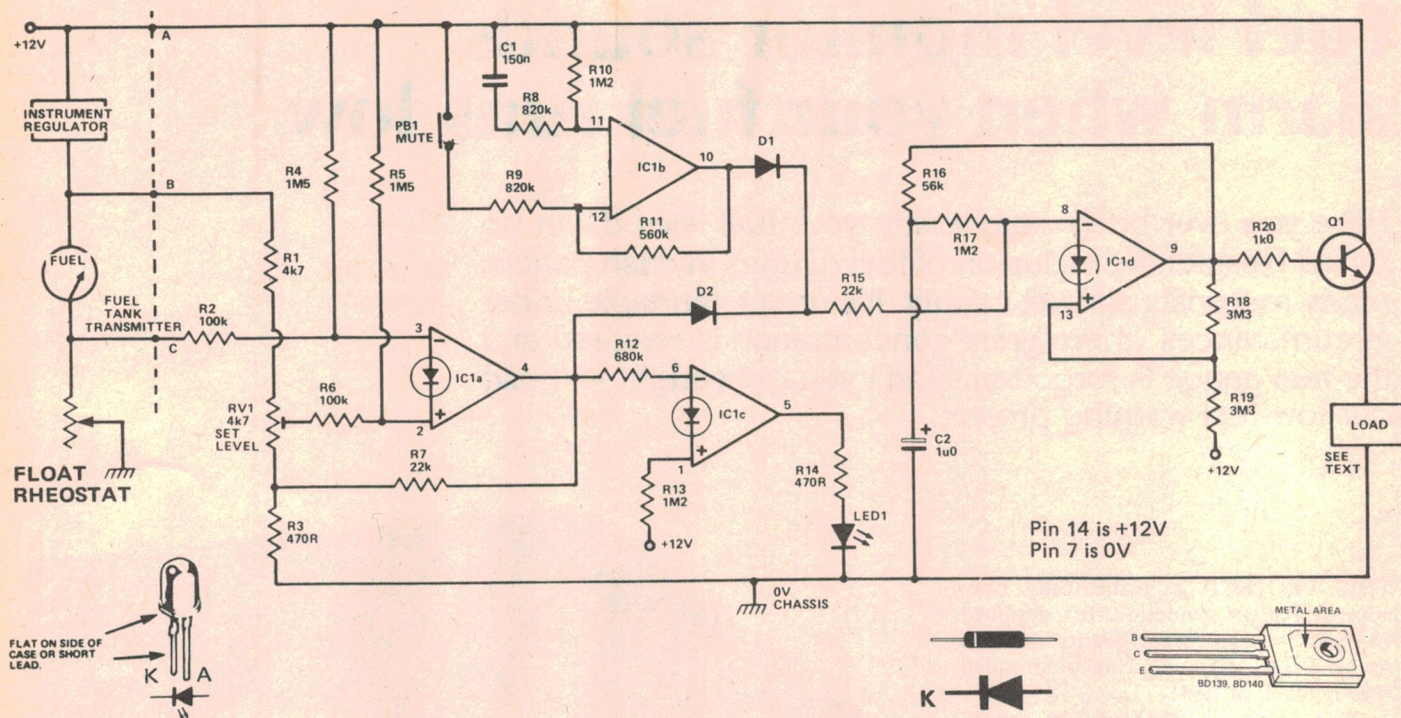 +12V
A
INSTRUMENT
REGULATOR
B
FUEL
FUEL
TANK
TRANSMITTER
C
FLOAT
RHEOSTAT
R1
4k7
R2
100k
RV1
4k7
SET
LEVEL
R3
470R
R4
1M5
R5
1M5
R6
100k
R7
22k
PB1
MUTE
C1
150n
R8
820k
R9
820k
R10
1M2
11
12
IC1b
10
R11
560k
D1
D2
3
2
IC1a
4
R12
680k
6
1
IC1c
5
R13
1M2
+12V
R14
470R
LED1
R15
22k
R16
56k
R17
1M2
8
13
IC1d
9
C2
1u0
+
R18
3M3
R19
3M3
+12V
R20
1k0
Q1
LOAD
SEE
TEXT
Pin 14 is +12V
Pin 7 is 0V
0V
CHASSIS
FLAT ON SIDE OF
CASE OR SHORT
LEAD.
K A
K
METAL AREA
B
C
E
BD139, BD140